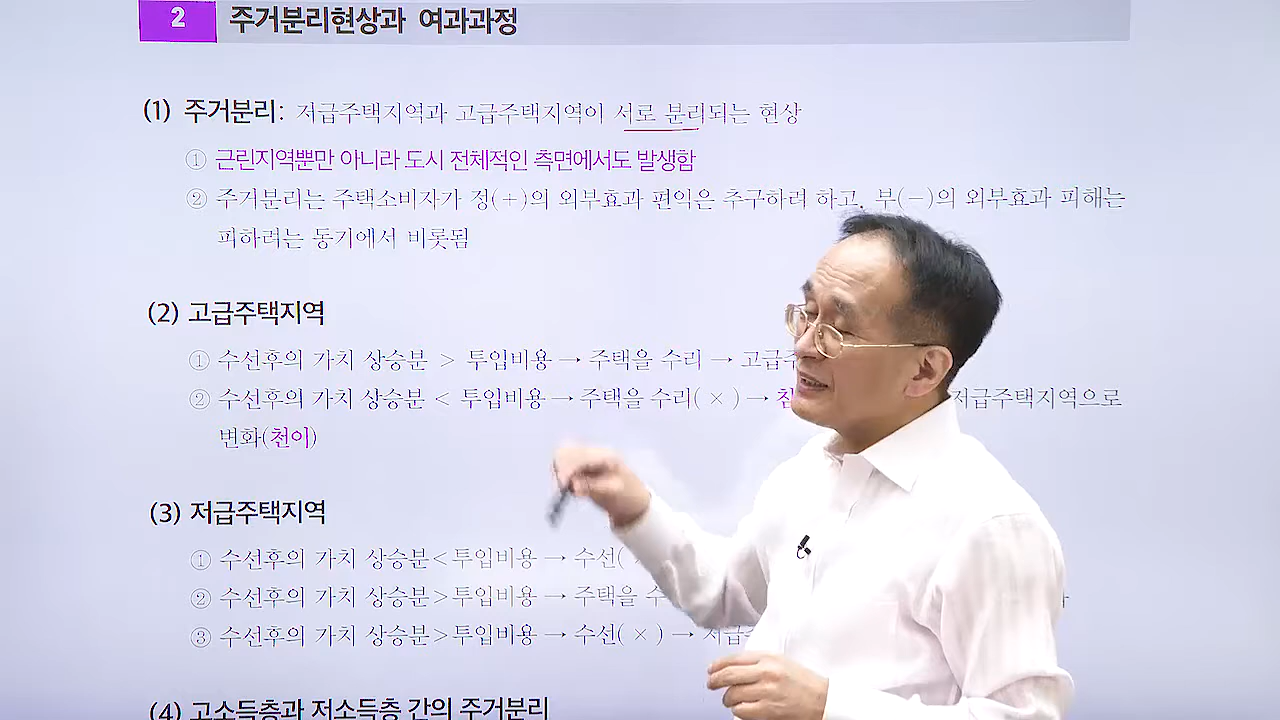 2 주거분리현상과 여과과정
(1) 주거분리: 저급주택지역과 고급주택지역이 서로 분리되는 현상
① 근린지역뿐만 아니라 도시 전체적인 측면에서도 발생함
② 주거분리는 주택소비자가 정(+)의 외부효과 편익은 추구하려 하고, 부(-)의 외부효과 피해는
피하려는 동기에서 비롯됨
(2) 고급주택지역
① 수선후의 가치 상승분 > 투입비용 → 주택을 수리 → 고급주
② 수선후의 가치 상승분 < 투입비용 → 주택을 수리( × ) → 침 저급주택지역으로
변화(천이)
(3) 저급주택지역
① 수선후의 가치 상승분<투입비용 → 수선(
② 수선후의 가치 상승분>투입비용 → 주택을
③ 수선후의 가치 상승분>투입비용 → 수선( × ) → 저급
(4) 고소득층과 저소득층 간의 주거분리